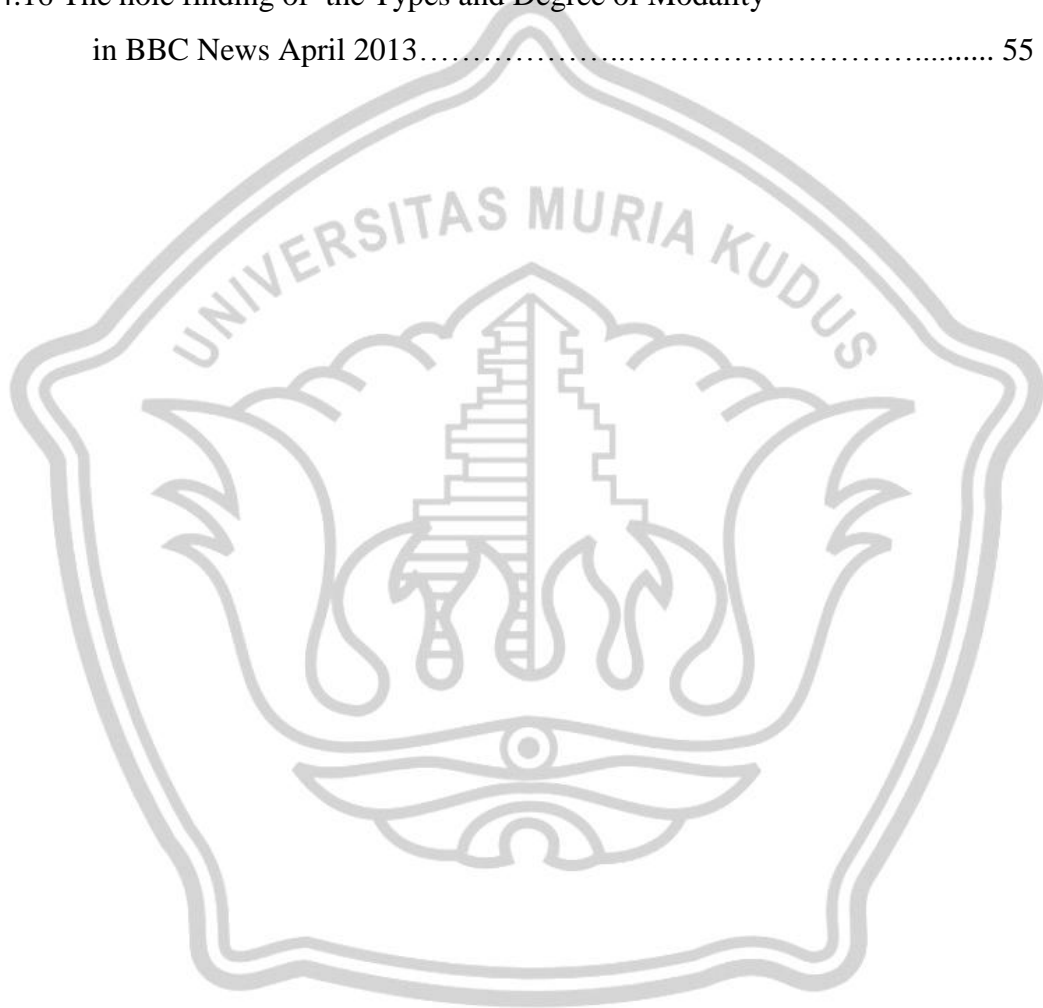 4.16 The hole finding of the Types and Degree of Modality
in BBC News April 2013……………….………………………….......... 55
UNIVERSITAS MURIA KUDUS